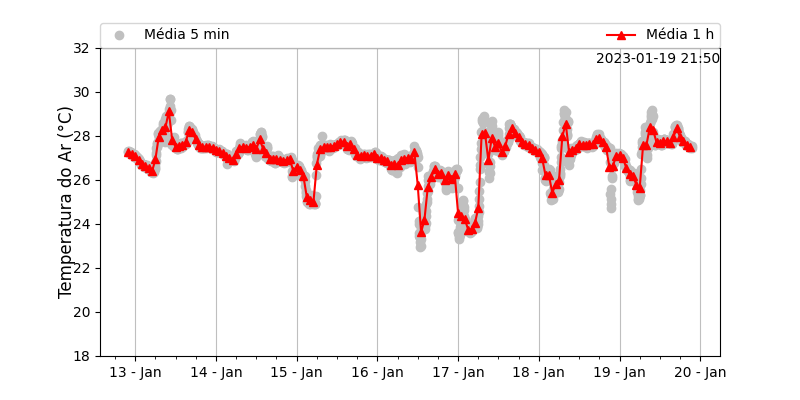 Média 5 min
Média 1 h
2023-01-19 21:50
Temperatura do Ar (°C)
32
30
28
26
24
22
20
18
13 - Jan
14 - Jan
15 - Jan
16 - Jan
17 - Jan
18 - Jan
19 - Jan
20 - Jan